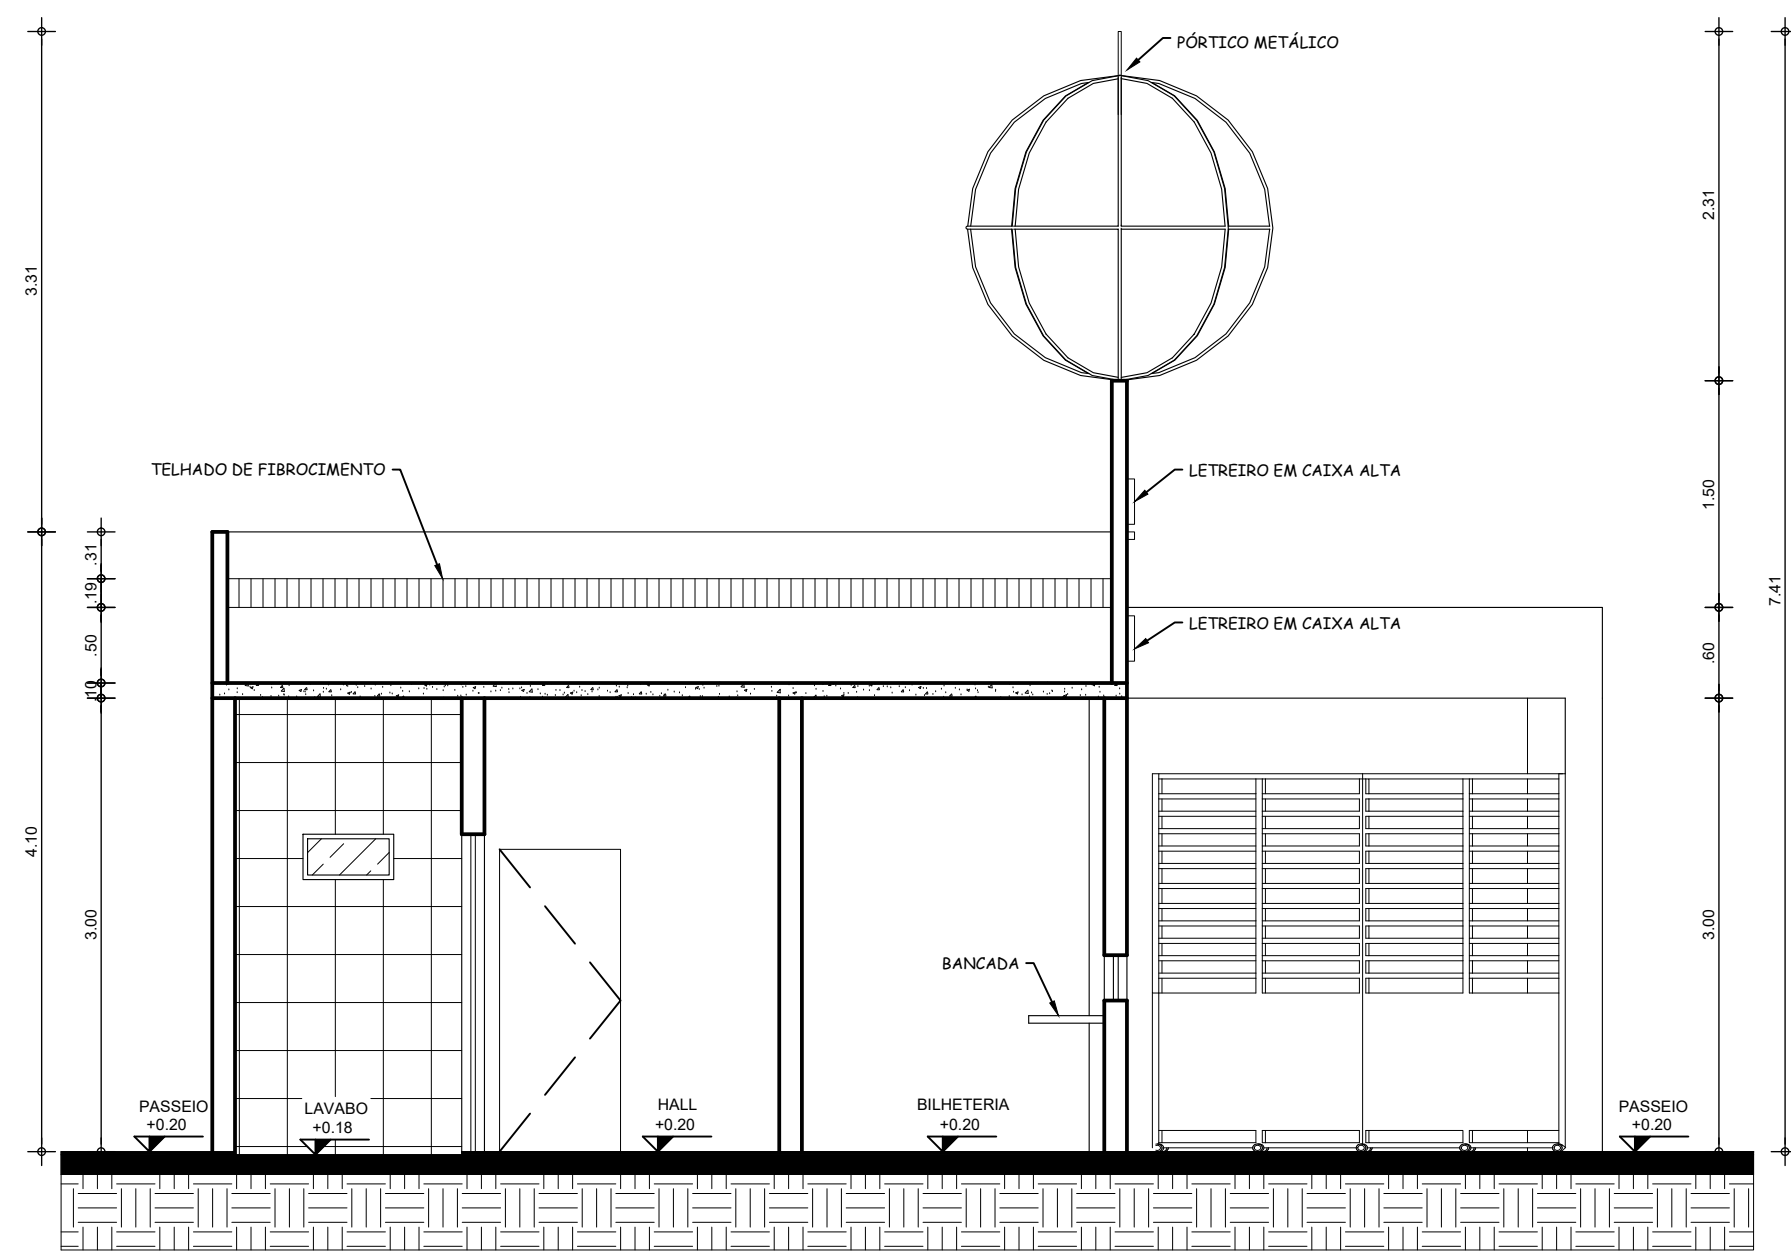 PÓRTICO METÁLICO
2.31
3.31
TELHADO DE FIBROCIMENTO
LETREIRO EM CAIXA ALTA
1.50
.31
.19
7.41
LETREIRO EM CAIXA ALTA
.50
.60
.10
4.10
3.00
3.00
BANCADA
PASSEIO
+0.20
LAVABO
+0.18
HALL
+0.20
BILHETERIA
+0.20
PASSEIO
+0.20